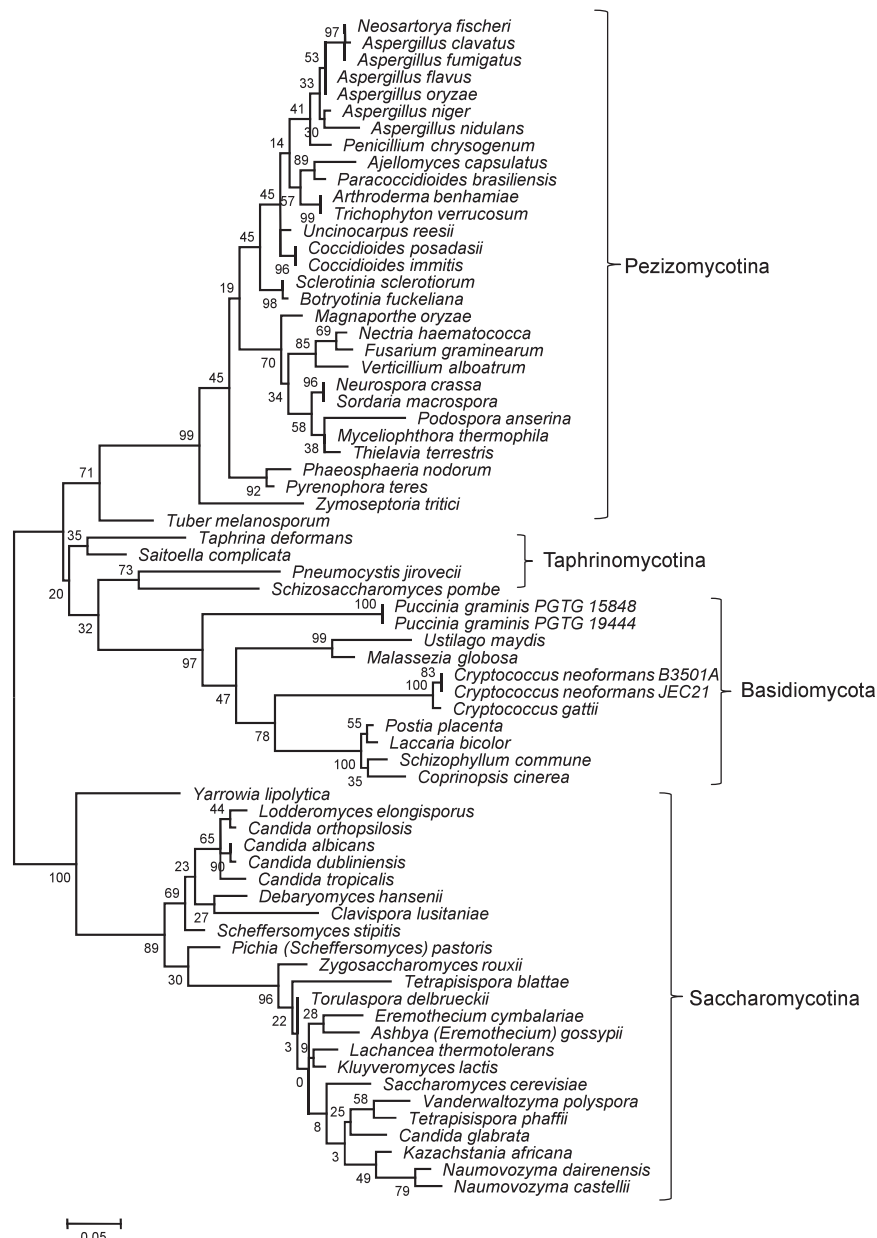 Neosartorya fischeri
97
Aspergillus clavatus
Aspergillus fumigatus
53
Aspergillus flavus
33
Aspergillus oryzae
41
Aspergillus niger
30
Aspergillus nidulans
14
Penicillium chrysogenum
89
Ajellomyces capsulatus
Paracoccidioides brasiliensis
45
57
Arthroderma benhamiae
99
Trichophyton verrucosum
Uncinocarpus reesii
45
Coccidioides posadasii
96
Coccidioides immitis
Pezizomycotina
Sclerotinia sclerotiorum
19
98
Botryotinia fuckeliana
Magnaporthe oryzae
69
Nectria haematococca
85
Fusarium graminearum
70
Verticillium alboatrum
45
96
Neurospora crassa
34
Sordaria macrospora
58
Podospora anserina
99
38
Myceliophthora thermophila
Thielavia terrestris
71
Phaeosphaeria nodorum
92
Pyrenophora teres
Zymoseptoria tritici
Tuber melanosporum
35
Taphrina deformans
Saitoella complicata
Taphrinomycotina
73
Pneumocystis jirovecii
20
Schizosaccharomyces pombe
32
100
Puccinia graminis PGTG 15848
Puccinia graminis PGTG 19444
99
Ustilago maydis
97
Malassezia globosa
83
Cryptococcus neoformans B3501A
100
Cryptococcus neoformans JEC21
Basidiomycota
47
Cryptococcus gattii
55
Postia placenta
78
Laccaria bicolor
100
Schizophyllum commune
35
Coprinopsis cinerea
Yarrowia lipolytica
44
Lodderomyces elongisporus
Candida orthopsilosis
65
Candida albicans
90
Candida dubliniensis
23
100
Candida tropicalis
69
Debaryomyces hansenii
27
Clavispora lusitaniae
Scheffersomyces stipitis
89
Pichia (Scheffersomyces) pastoris
30
Zygosaccharomyces rouxii
Tetrapisispora blattae
96
Torulaspora delbrueckii
Saccharomycotina
22
28
Eremothecium cymbalariae
Ashbya (Eremothecium) gossypii
3
9
Lachancea thermotolerans
Kluyveromyces lactis
0
Saccharomyces cerevisiae
58
Vanderwaltozyma polyspora
25
Tetrapisispora phaffii
8
Candida glabrata
3
Kazachstania africana
49
Naumovozyma dairenensis
79
Naumovozyma castellii
0.05